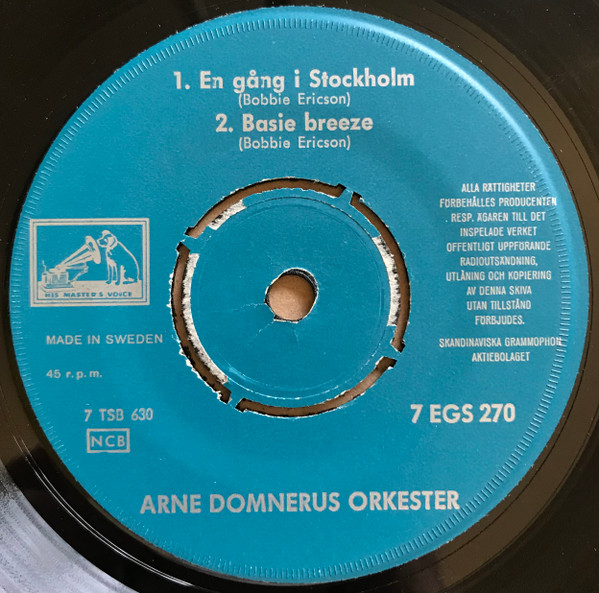 1. En gång i Stockholm
(Bobbie Ericson)
2. Basie breeze
(Bobbie Ericson)
HIS MASTER'S VOICE
MADE IN SWEDEN
45 r.p.m.
7 TSB 630
NCB
ALLA RÄTTIGHETER
FÖRBEHÅLLES PRODUCENTEN
RESP. ÄGAREN TILL DET
INSPELADE VERKET
OFFENTLIGT UPPFÖRANDE
RADIOUTSÄNDNING,
UTLÅNING OCH KOPIERING
AV DENNA SKIVA
UTAN TILLSTÅND
FÖRBJUDES.
SKANDINAVISKA GRAMMOPHON
AKTIEBOLAGET
7 EGS 270
ARNE DOMNERUS ORKESTER